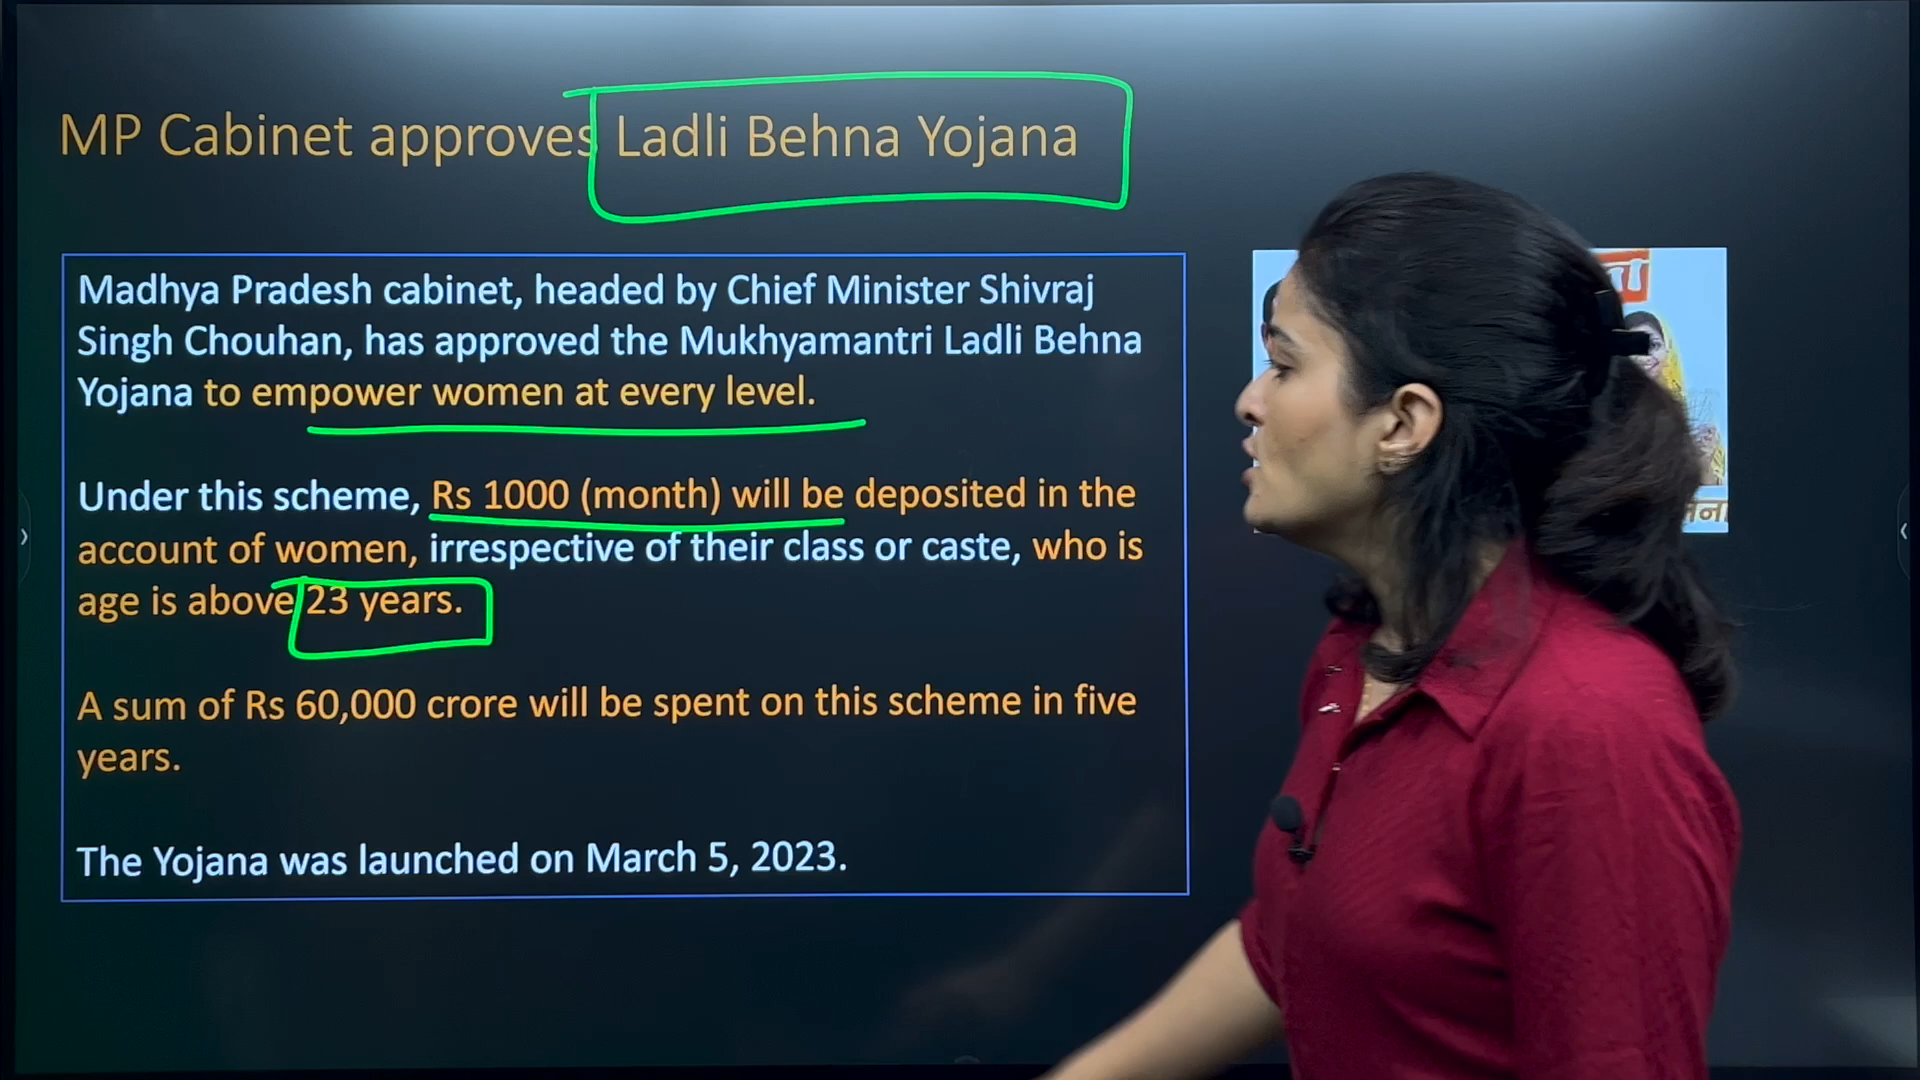 MP Cabinet approves Ladli Behna Yojana
Madhya Pradesh cabinet, headed by Chief Minister Shivraj
Singh Chouhan, has approved the Mukhyamantri Ladli Behna
Yojana to empower women at every level.
Under this scheme, Rs 1000 (month) will be deposited in the
account of women, irrespective of their class or caste, who is
age is above 23 years.
A sum of Rs 60,000 crore will be spent on this scheme in five
years.
The Yojana was launched on March 5, 2023.